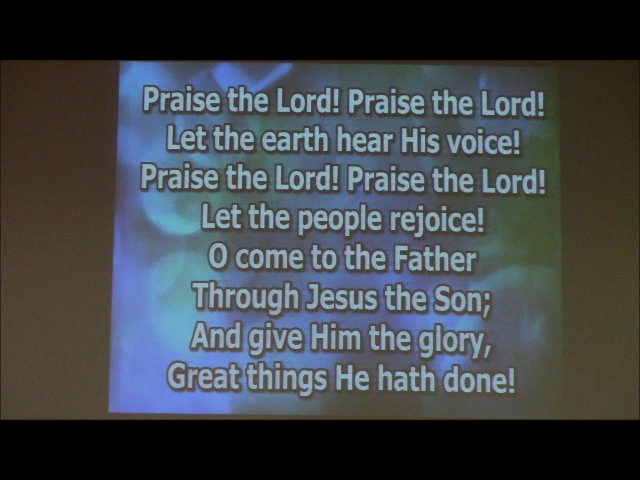 Praise the Lord! Praise the Lord!
Let the earth hear His voice!
Praise the Lord! Praise the Lord!
Let the people rejoice!
O come to the Father
Through Jesus the Son;
And give Him the glory,
Great things He hath done!